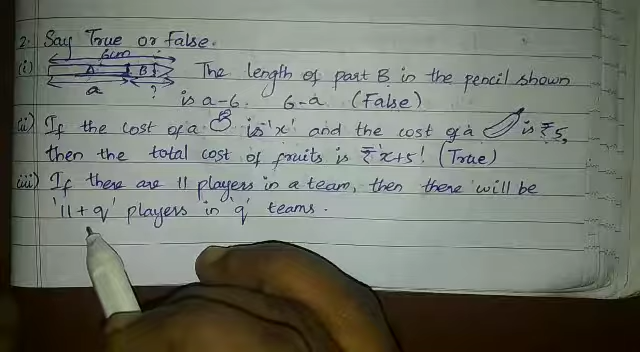 2. Say True or False.
6cm
(i) A B The length of part B in the pencil shown
a ?
is a-6. 6-a (False)
(ii) If the cost of a is 'x' and the cost of a is ₹5,
then the total cost of fruits is ₹'x+5'. (True)
(iii) If there are 11 players in a team, then there will be
'11+q' players in 'q' teams.